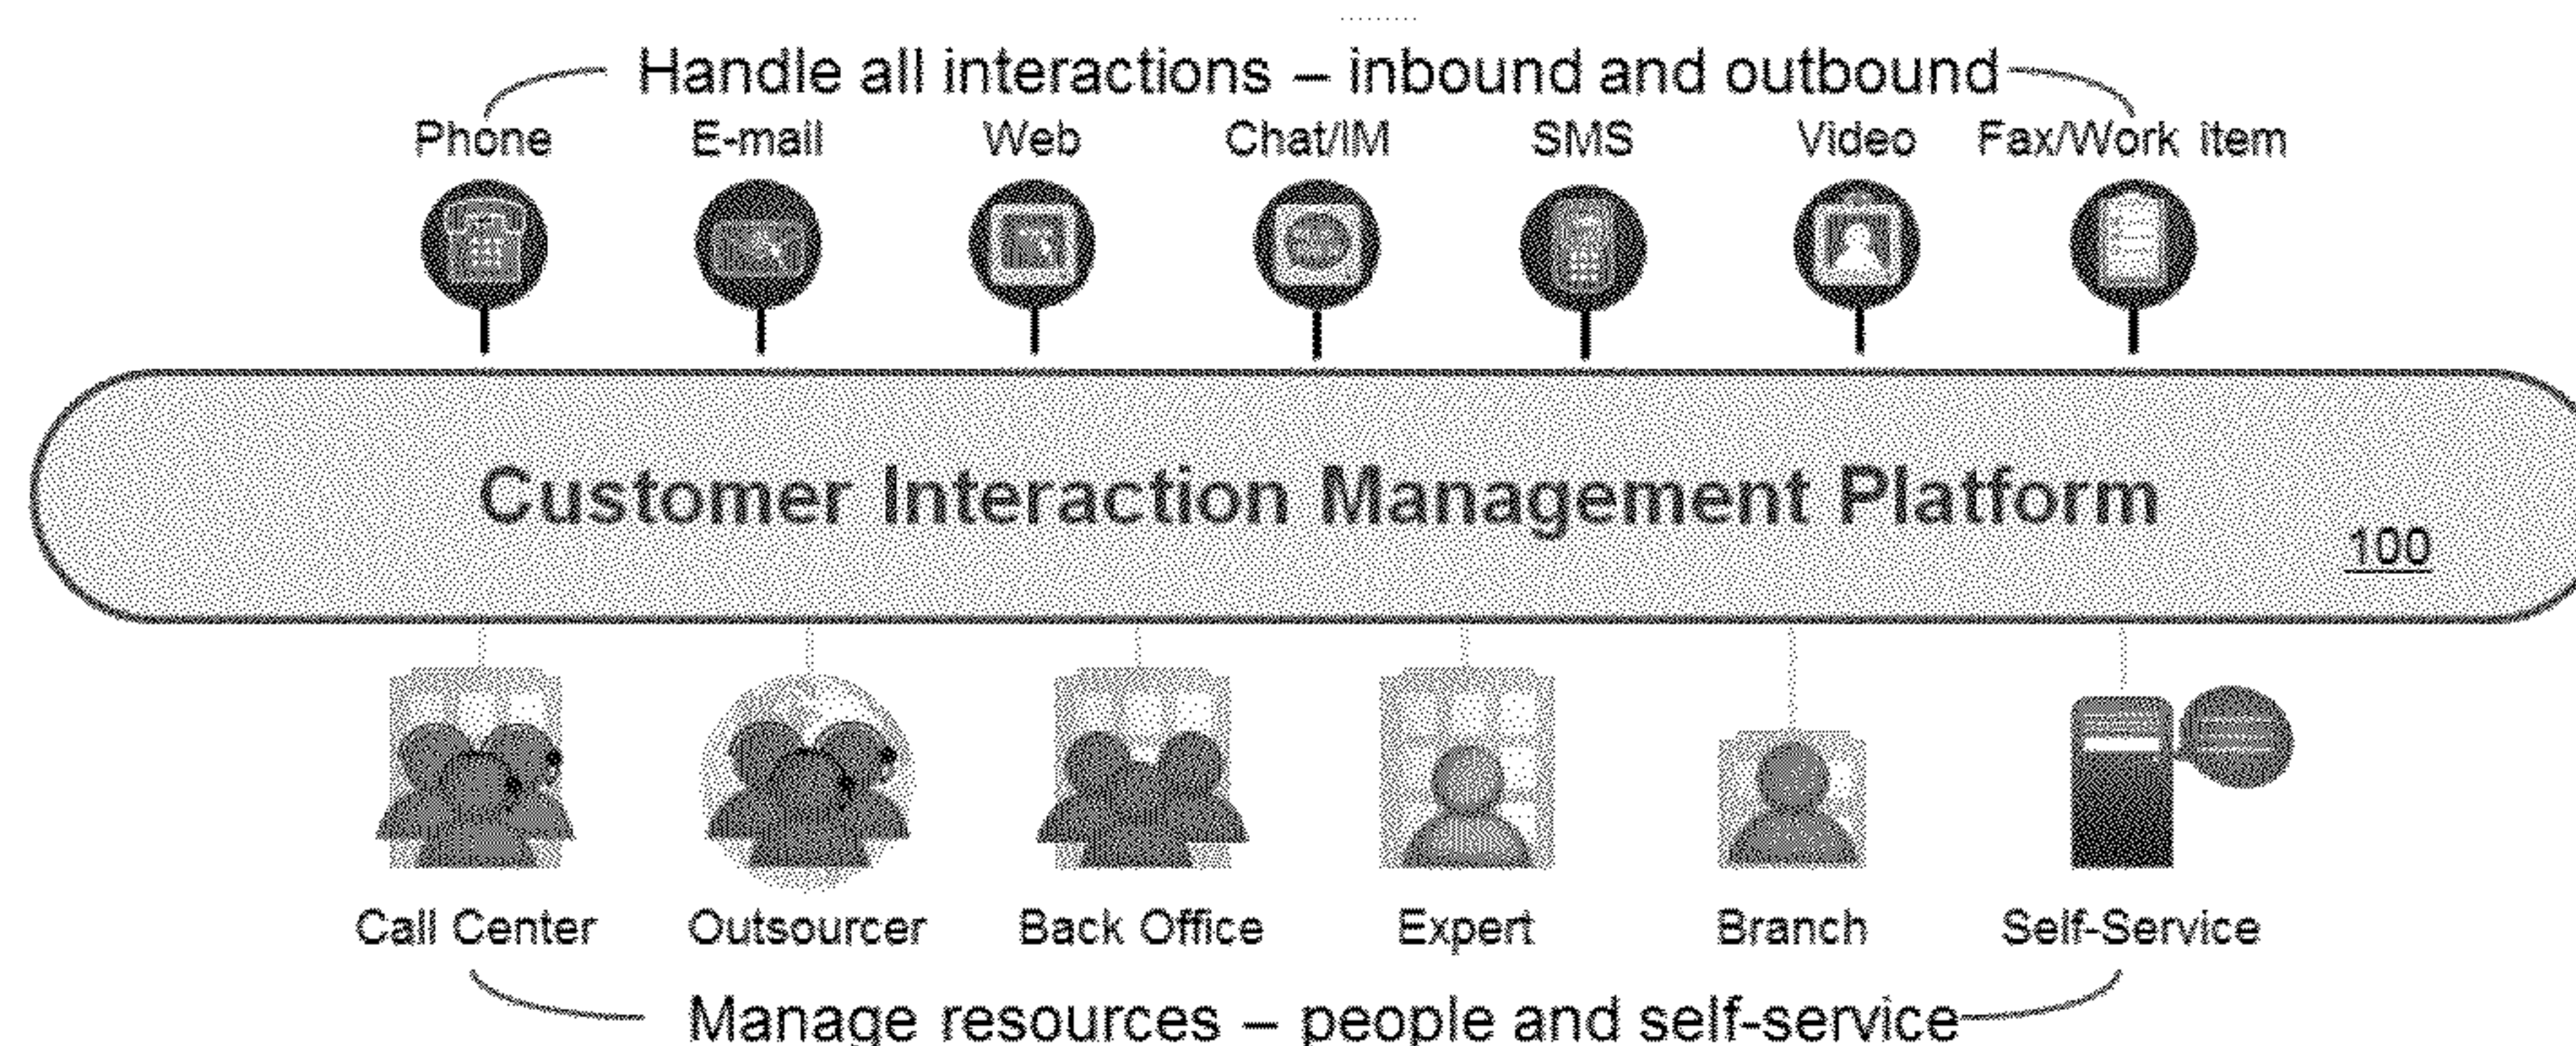 Handle all interactions – inbound and outbound
Phone E-mail Web Chat/IM SMS Video Fax/Work item
Customer Interaction Management Platform
100
Call Center Outsourcer Back Office Expert Branch Self-Service
Manage resources – people and self-service